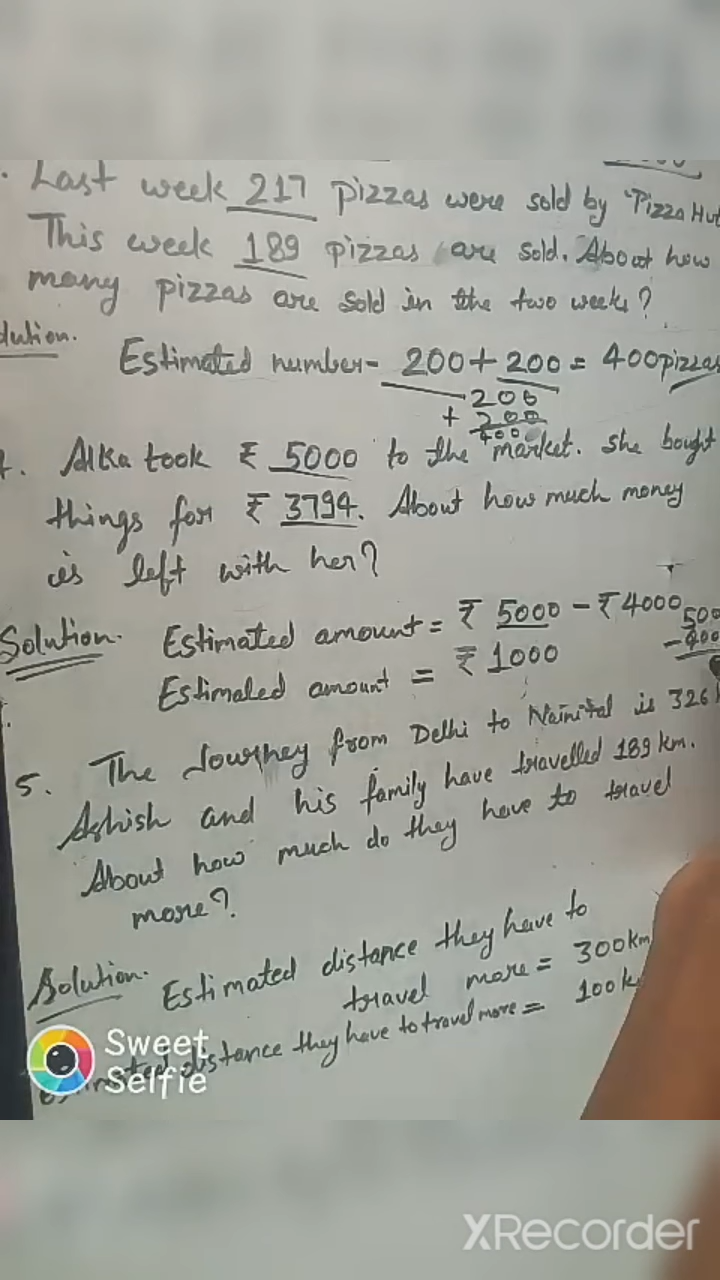 Last week 217 pizzas were sold by Pizza Hut
This week 189 pizzas are sold. About how
many pizzas are sold in the two weeks?
Estimated number- 200+200 = 400 pizzas
200
+ 200
400
Alka took ₹ 5000 to the market. She bought
things for ₹ 3794. About how much money
is left with her?
Solution. Estimated amount = ₹ 5000 - ₹ 4000
Estimated amount = ₹ 1000
5. The Journey from Delhi to Nainital is 326
Ashish and his family have travelled 189 km.
About how much do they have to travel
more?
Solution. Estimated distance they have to
travel more = 300km
distance they have to travel more = 100
Sweet
Selfie
XRecorder